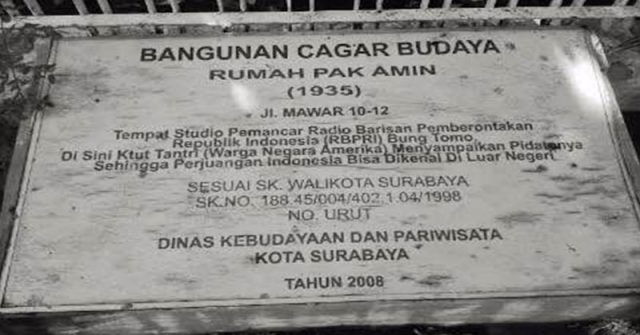 BANGUNAN CAGAR BUDAYA
RUMAH PAK AMIN
(1935)
Jl. MAWAR 10-12
Tempat Studio Pemancar Radio Barisan Pemberontakan
Republik Indonesia (RBPRI) Bung Tomo
Di Sini Ktut Tantri (Warga Negara Amerika) Menyampaikan Pidatonya
Sehingga Perjuangan Indonesia Bisa Dikenal Di Luar Negeri.
SESUAI SK. WALIKOTA SURABAYA
SK.NO. 188.45/004/402.1.04/1998
NO. URUT
DINAS KEBUDAYAAN DAN PARIWISATA
KOTA SURABAYA
TAHUN 2008